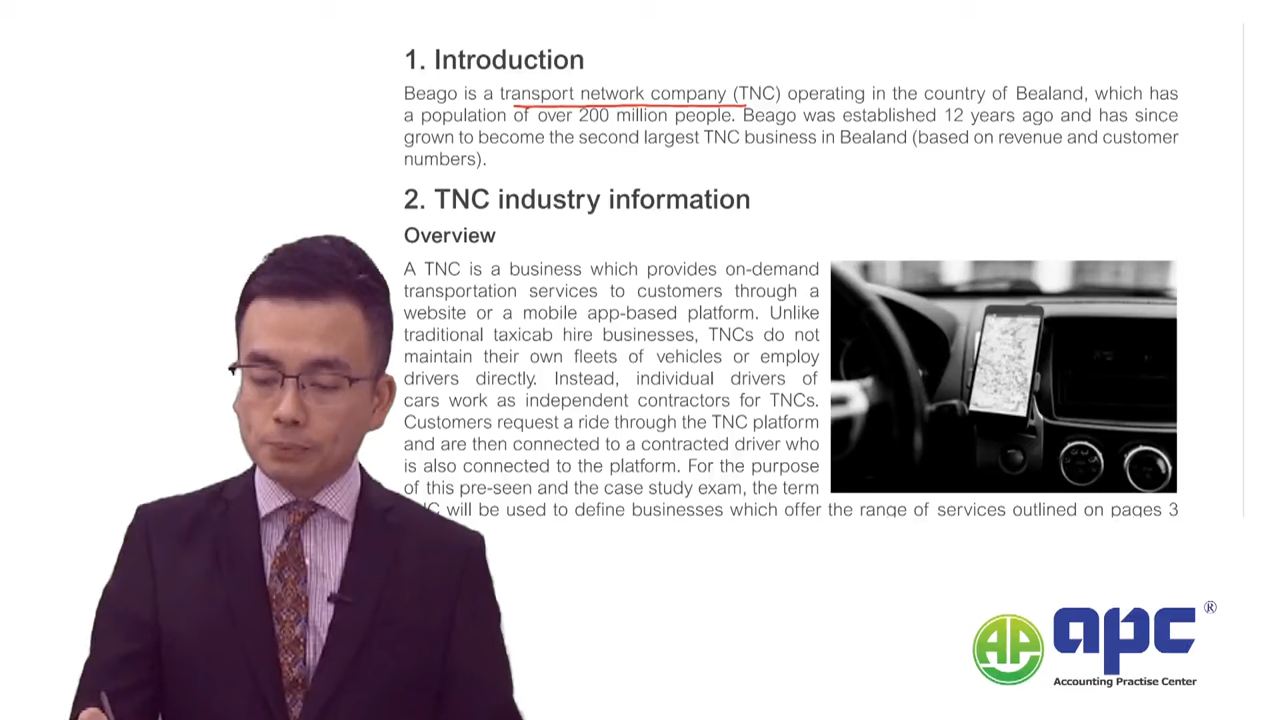 1. Introduction
Beago is a transport network company (TNC) operating in the country of Bealand, which has
a population of over 200 million people. Beago was established 12 years ago and has since
grown to become the second largest TNC business in Bealand (based on revenue and customer
numbers).
2. TNC industry information
Overview
A TNC is a business which provides on-demand
transportation services to customers through a
website or a mobile app-based platform. Unlike
traditional taxicab hire businesses, TNCs do not
maintain their own fleets of vehicles or employ
drivers directly. Instead, individual drivers of
cars work as independent contractors for TNCs.
Customers request a ride through the TNC platform
and are then connected to a contracted driver who
is also connected to the platform. For the purpose
of this pre-seen and the case study exam, the term
TNC will be used to define businesses which offer the range of services outlined on pages 3
AP apc ®
Accounting Practise Center